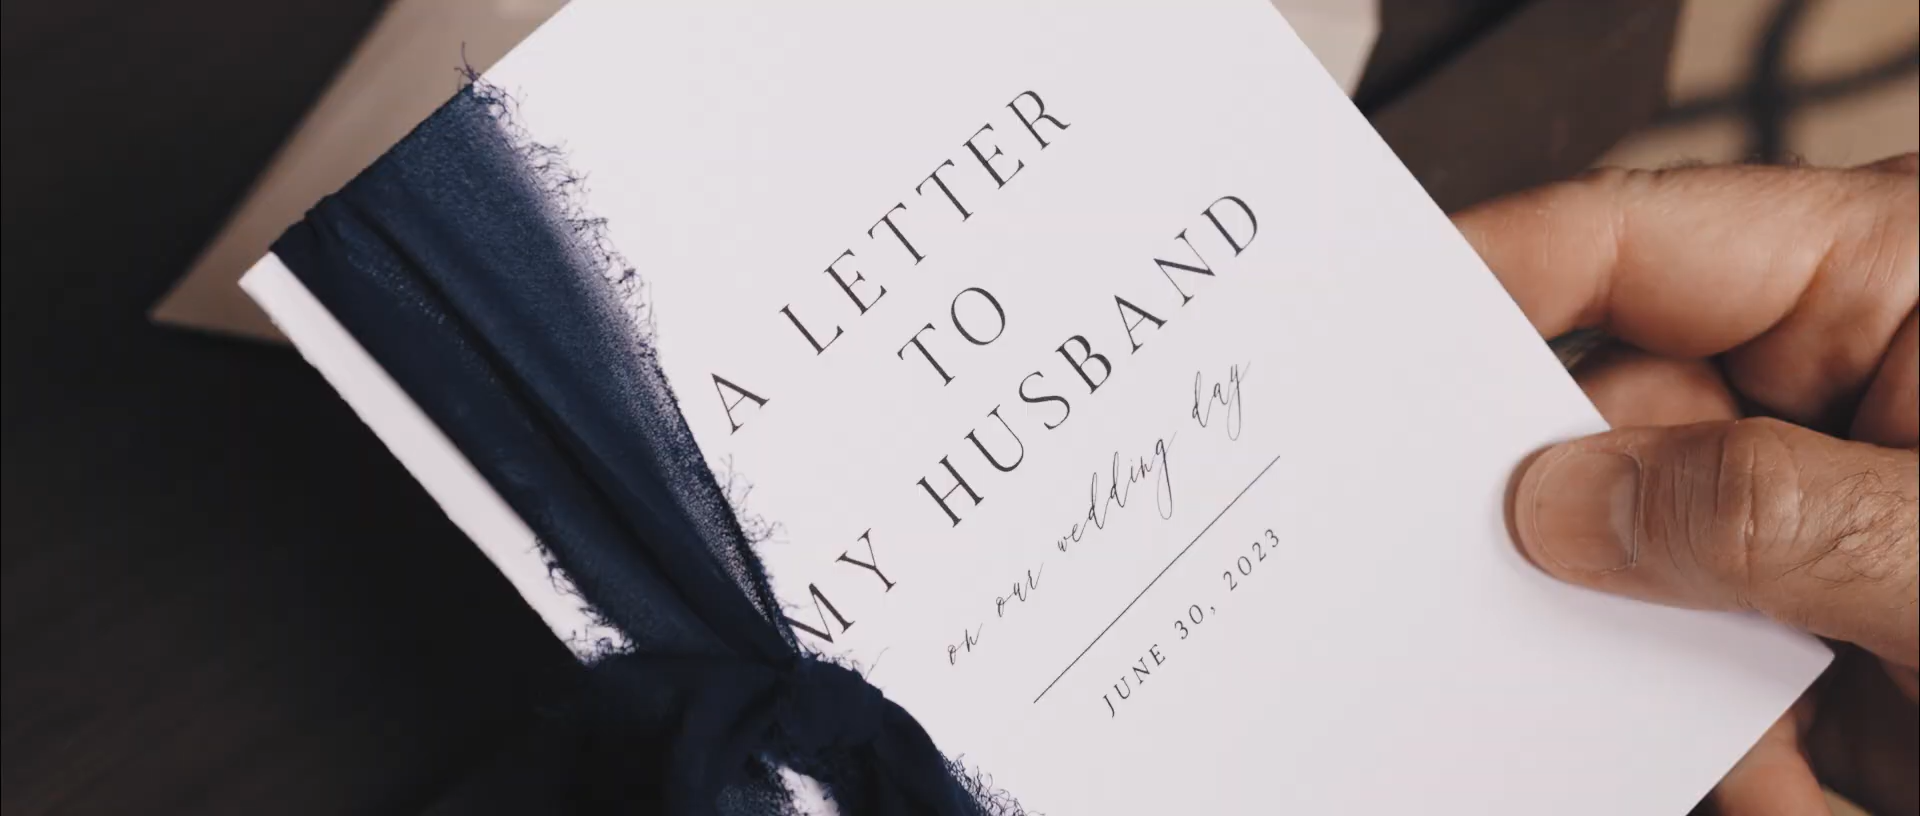 A LETTER
TO
MY HUSBAND
on our wedding day
JUNE 30, 2023